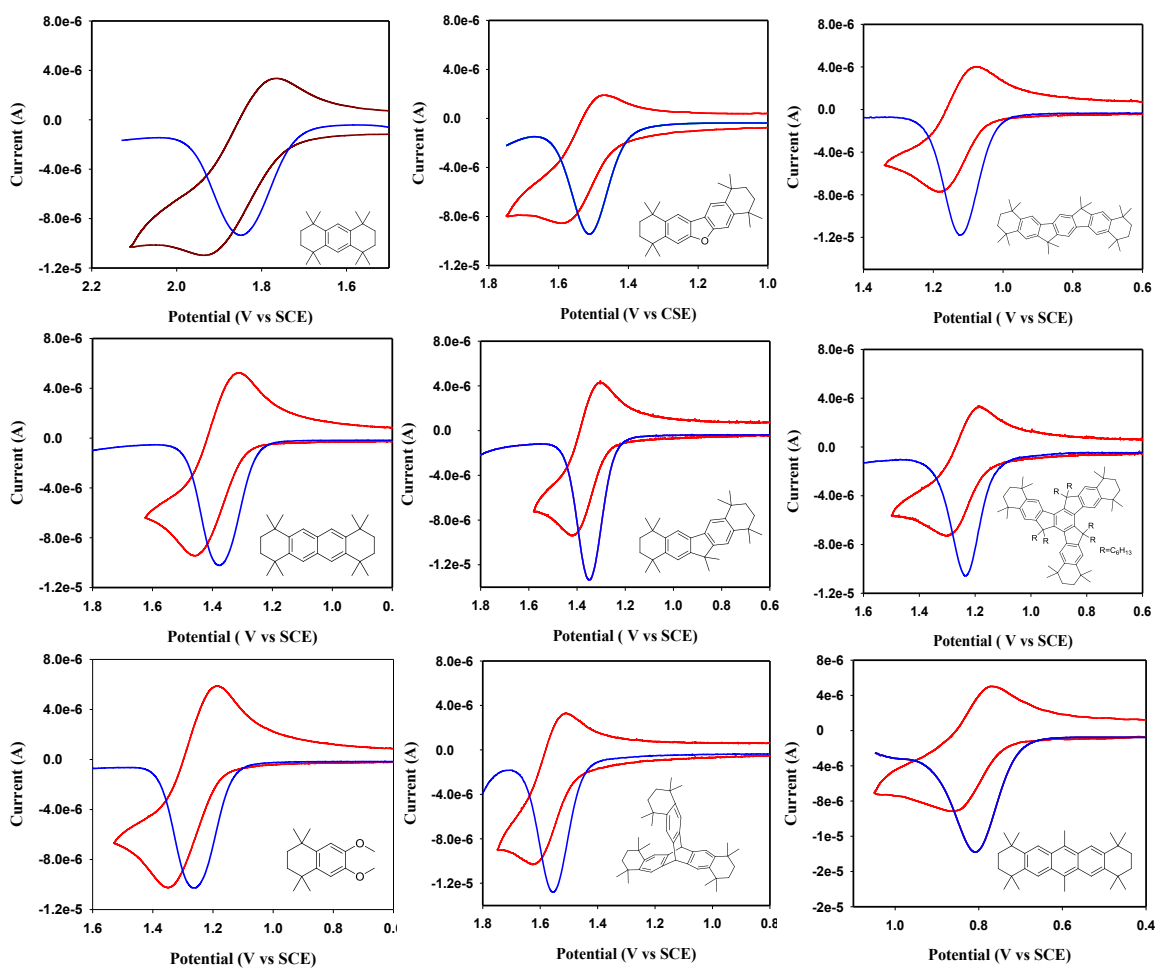 8.0e-6
4.0e-6
0.0
-4.0e-6
-8.0e-6
-1.2e-5
2.2
2.0
1.8
1.6
Current (A)
Potential (V vs SCE)
8.0e-6
4.0e-6
0.0
-4.0e-6
-8.0e-6
-1.2e-5
1.8
1.6
1.4
1.2
1.0
Current (A)
Potential (V vs CSE)
O
8.0e-6
4.0e-6
0.0
-4.0e-6
-8.0e-6
-1.2e-5
1.4
1.2
1.0
0.8
0.6
Current (A)
Potential ( V vs SCE)
8.0e-6
4.0e-6
0.0
-4.0e-6
-8.0e-6
-1.2e-5
1.8
1.6
1.4
1.2
1.0
0.8
Current (A)
Potential ( V vs SCE)
8.0e-6
4.0e-6
0.0
-4.0e-6
-8.0e-6
-1.2e-5
1.8
1.6
1.4
1.2
1.0
0.8
0.6
Current (A)
Potential ( V vs SCE)
8.0e-6
4.0e-6
0.0
-4.0e-6
-8.0e-6
-1.2e-5
1.6
1.4
1.2
1.0
0.8
0.6
Current (A)
Potential ( V vs SCE)
R
R
R
R
R
R
R=C6H13
8.0e-6
4.0e-6
0.0
-4.0e-6
-8.0e-6
-1.2e-5
1.6
1.4
1.2
1.0
0.8
Current (A)
Potential (V vs SCE)
O
O
8.0e-6
4.0e-6
0.0
-4.0e-6
-8.0e-6
-1.2e-5
1.8
1.6
1.4
1.2
1.0
0.8
Current (A)
Potential (V vs SCE)
8e-6
4e-6
0
-4e-6
-8e-6
-1e-5
-2e-5
-2e-5
1.0
0.8
0.6
0.4
Current (A)
Potential (V vs SCE)